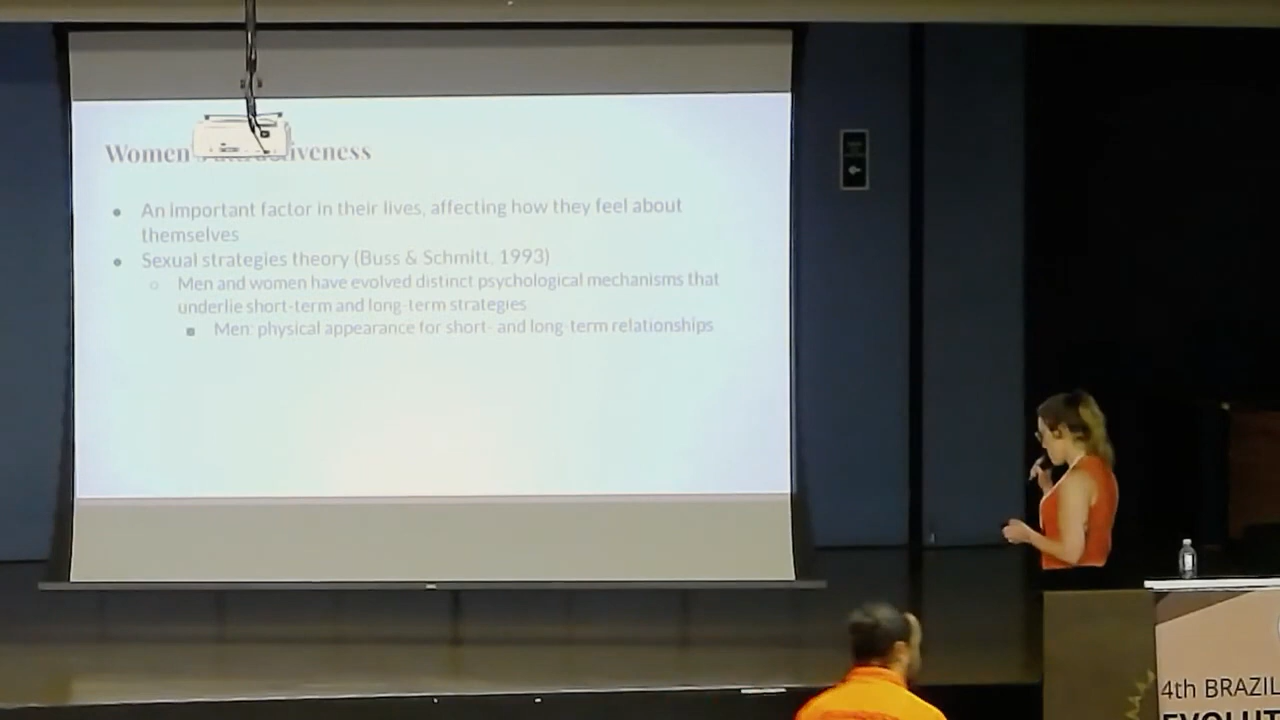 Women iveness
An important factor in their lives, affecting how they feel about
themselves
Sexual strategies theory (Buss & Schmitt, 1993)
Men and women have evolved distinct psychological mechanisms that
underlie short-term and long-term strategies
Men: physical appearance for short- and long-term relationships
4th BRAZIL
EVOLUT